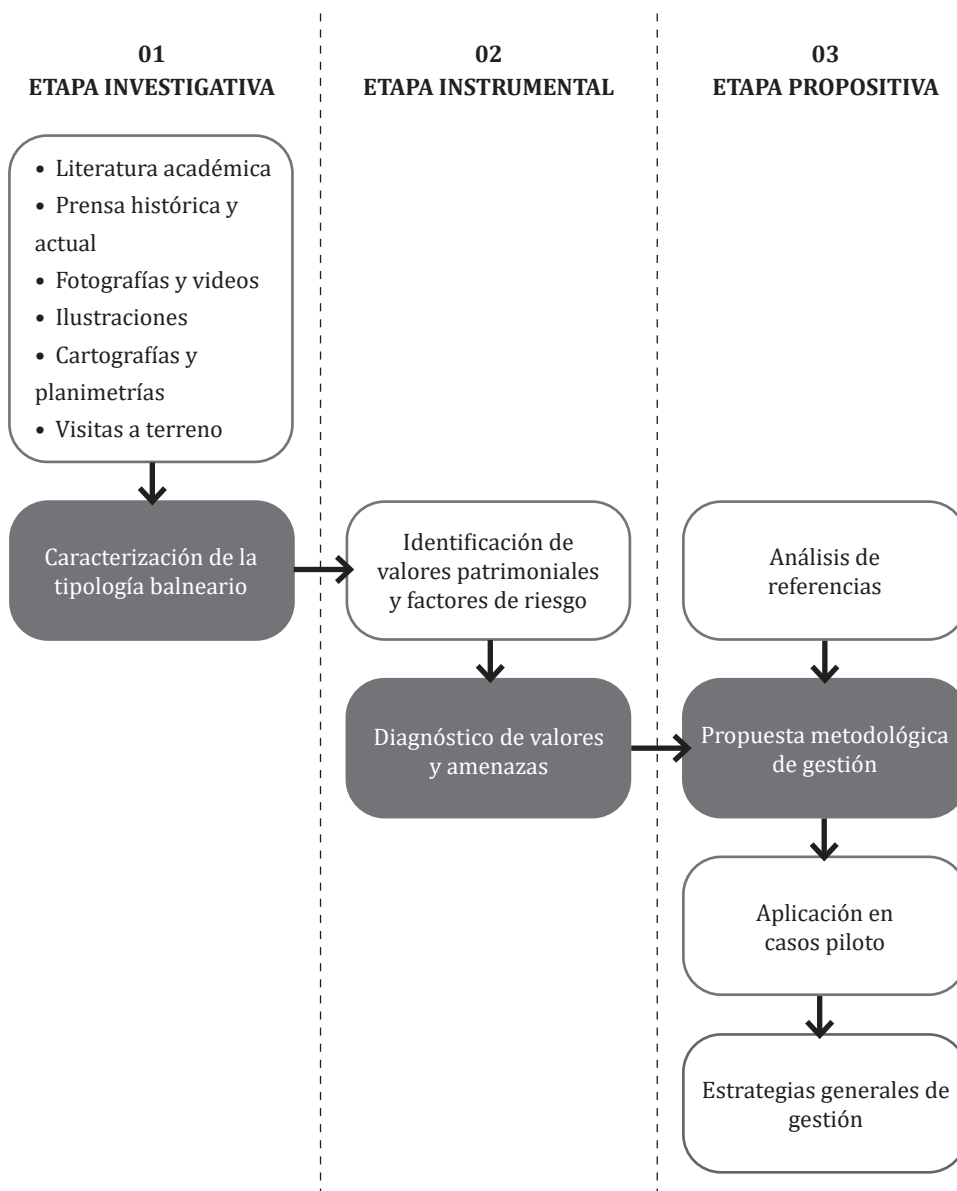 01
ETAPA INVESTIGATIVA
• Literatura académica
• Prensa histórica y
actual
• Fotografías y videos
• Ilustraciones
• Cartografías y
planimetrías
• Visitas a terreno
Caracterización de la
tipología balneario
02
ETAPA INSTRUMENTAL
Identificación de
valores patrimoniales
y factores de riesgo
Diagnóstico de valores
y amenazas
03
ETAPA PROPOSITIVA
Análisis de
referencias
Propuesta metodológica
de gestión
Aplicación en
casos piloto
Estrategias generales de
gestión